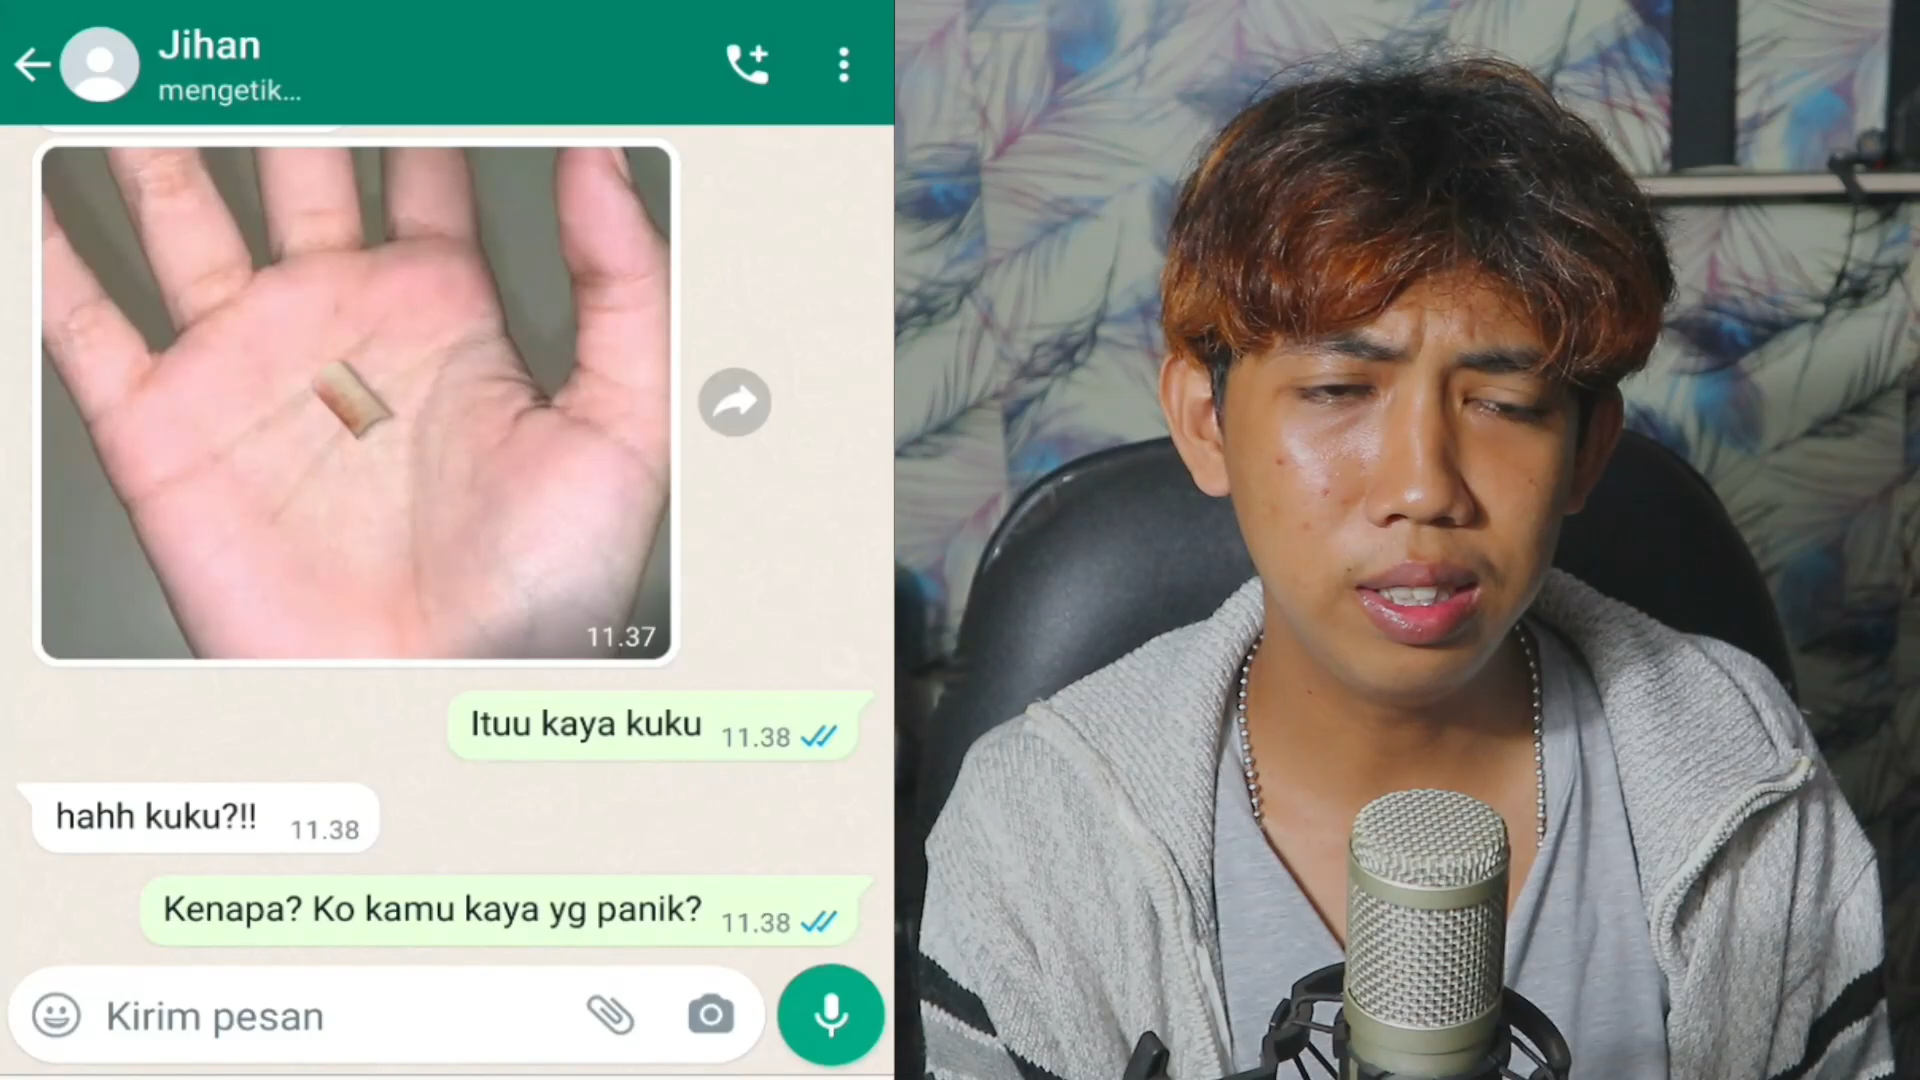 Jihan
mengetik...
11.37
Ituu kaya kuku 11.38
hahh kuku?!! 11.38
Kenapa? Ko kamu kaya yg panik? 11.38
Kirim pesan